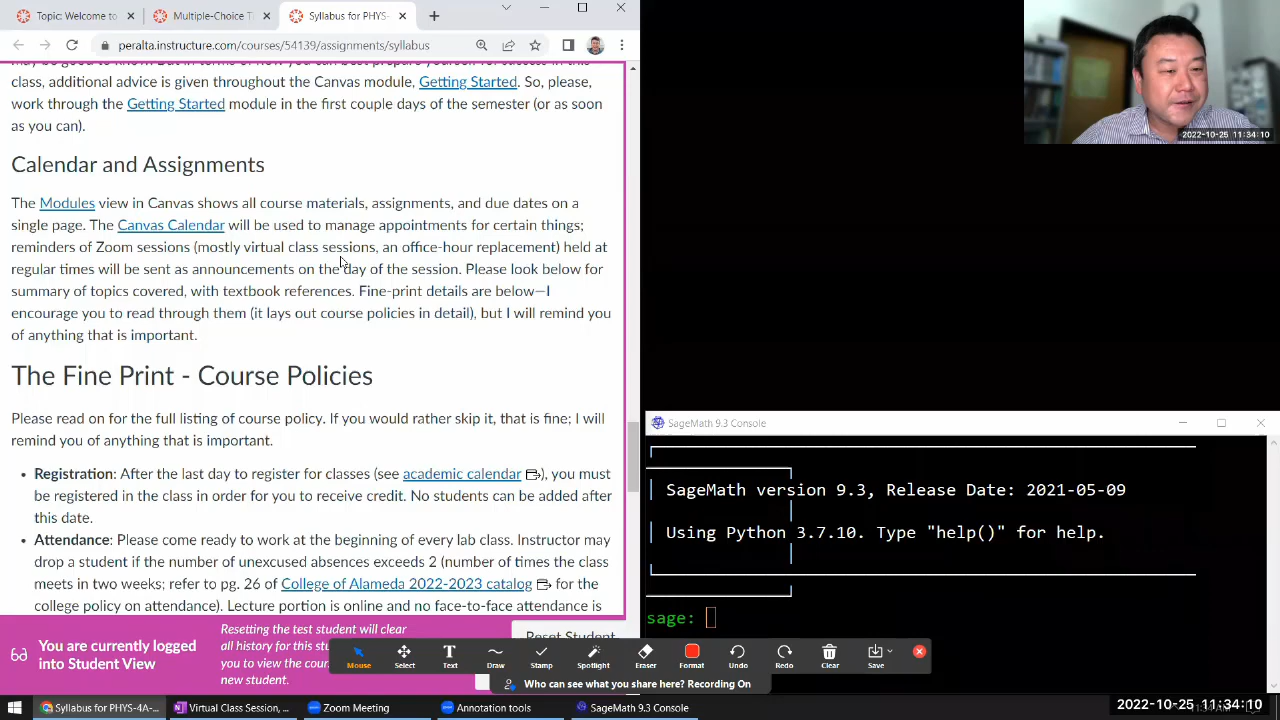 Topic: Welcome to
Multiple-Choice T
Syllabus for PHYS-
peralta.instructure.com/courses/54139/assignments/syllabus
class, additional advice is given throughout the Canvas module, Getting Started. So, please,
work through the Getting Started module in the first couple days of the semester (or as soon
as you can).
Calendar and Assignments
The Modules view in Canvas shows all course materials, assignments, and due dates on a
single page. The Canvas Calendar will be used to manage appointments for certain things;
reminders of Zoom sessions (mostly virtual class sessions, an office-hour replacement) held at
regular times will be sent as announcements on the day of the session. Please look below for
summary of topics covered, with textbook references. Fine-print details are below—I
encourage you to read through them (it lays out course policies in detail), but I will remind you
of anything that is important.
The Fine Print - Course Policies
Please read on for the full listing of course policy. If you would rather skip it, that is fine; I will
remind you of anything that is important.
• Registration: After the last day to register for classes (see academic calendar), you must
be registered in the class in order for you to receive credit. No students can be added after
this date.
• Attendance: Please come ready to work at the beginning of every lab class. Instructor may
drop a student if the number of unexcused absences exceeds 2 (number of times the class
meets in two weeks; refer to pg. 26 of College of Alameda 2022-2023 catalog for the
college policy on attendance). Lecture portion is online and no face-to-face attendance is
You are currently logged
into Student View
Resetting the test student will clear
all history for this stu
you to view the cour
new student.
Reset Student
2022-10-25 11:34:10
SageMath 9.3 Console
SageMath version 9.3, Release Date: 2021-05-09
Using Python 3.7.10. Type "help()" for help.
sage:
Mouse
Select
Text
Draw
Stamp
Spotlight
Eraser
Format
Undo
Redo
Clear
Save
Who can see what you share here? Recording On
Syllabus for PHYS-4A-
Virtual Class Session,
Zoom Meeting
Annotation tools
SageMath 9.3 Console
2022-10-25 11:34:10